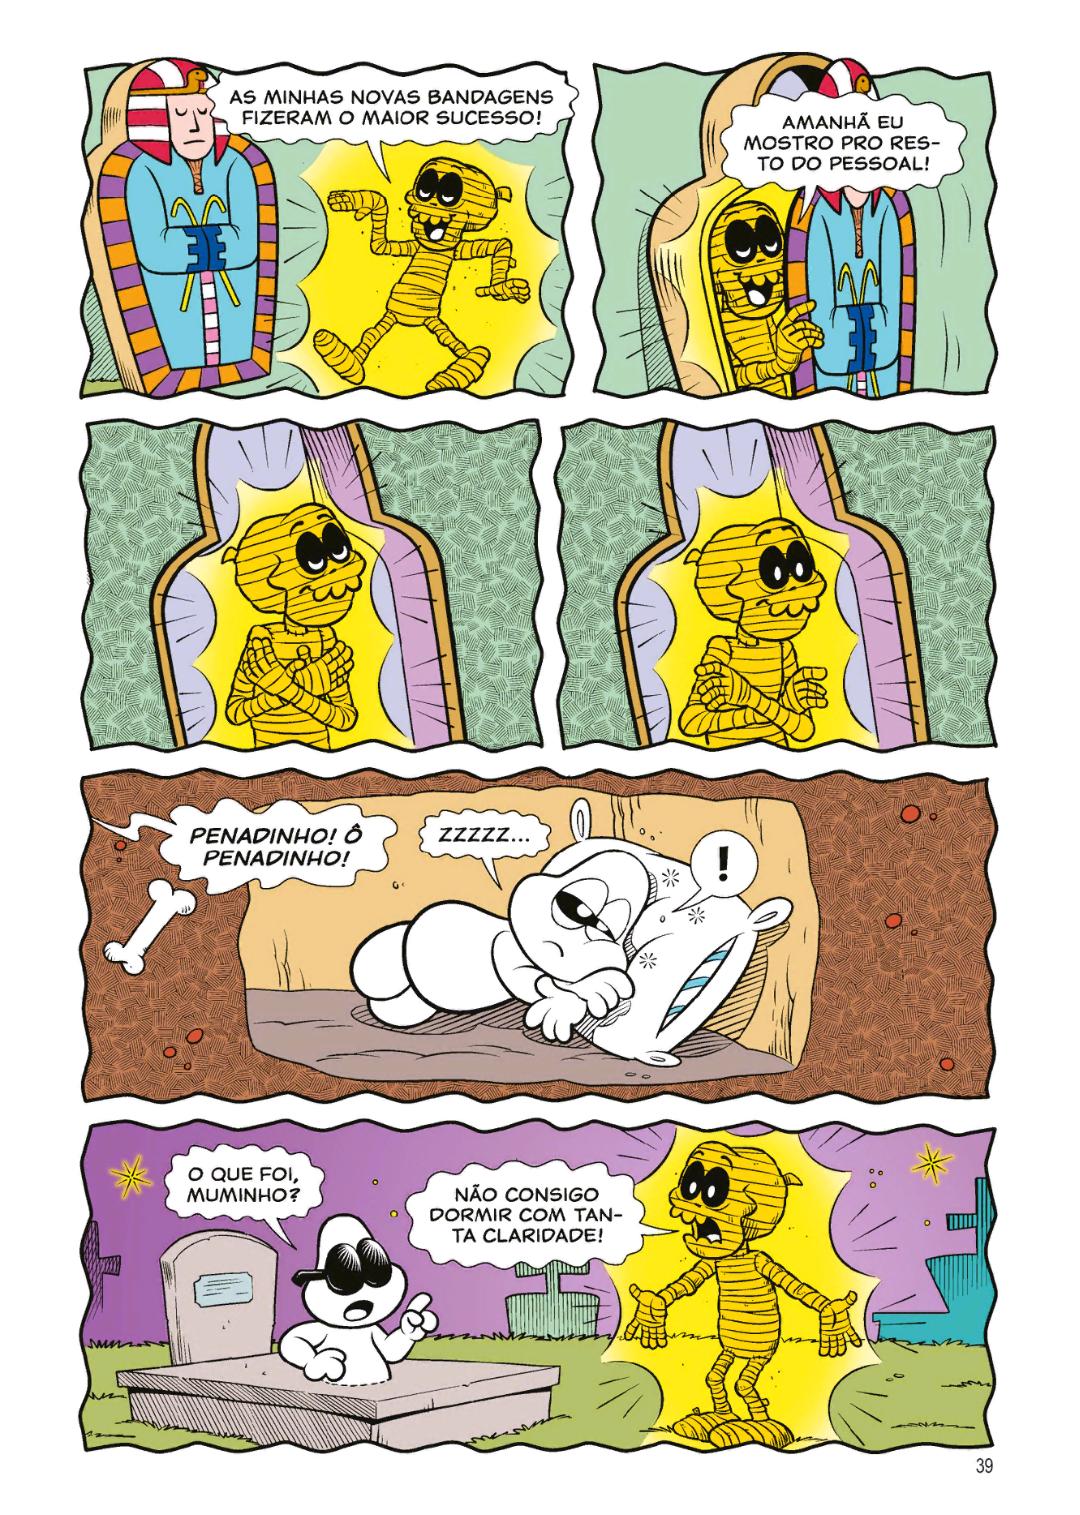 AS MINHAS NOVAS BANDAGENS
FIZERAM O MAIOR SUCESSO!
AMANHÃ EU
MOSTRO PRO RES-
TO DO PESSOAL!
PENADINHO! Ô
PENADINHO!
ZZZZZ...
!
O QUE FOI,
MUMINHO?
NÃO CONSIGO
DORMIR COM TAN-
TA CLARIDADE!
39